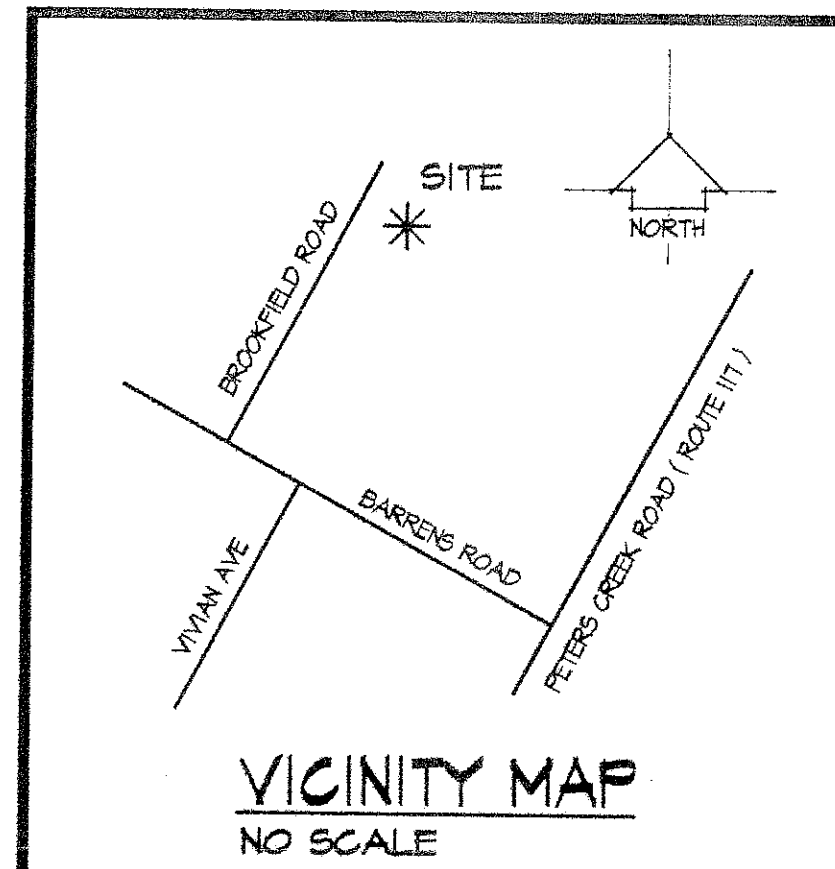 SITE
NORTH
BROOKFIELD ROAD
BARRENS ROAD
VIVIAN AVE
PETERS CREEK ROAD ( ROUTE 117 )
VICINITY MAP
NO SCALE